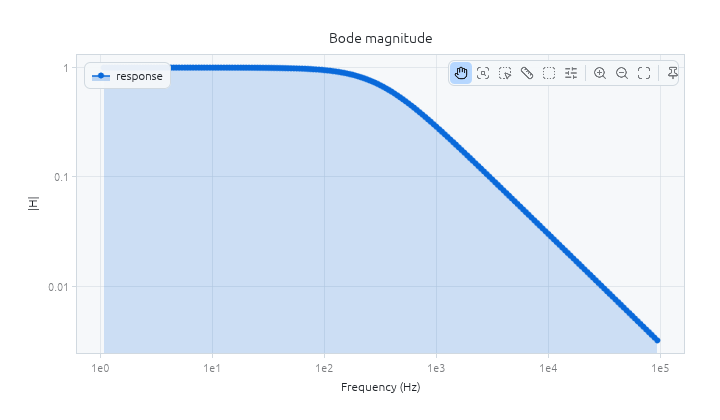 Bode magnitude
response
1
0.1
0.01
|H|
1e0 1e1 1e2 1e3 1e4 1e5
Frequency (Hz)